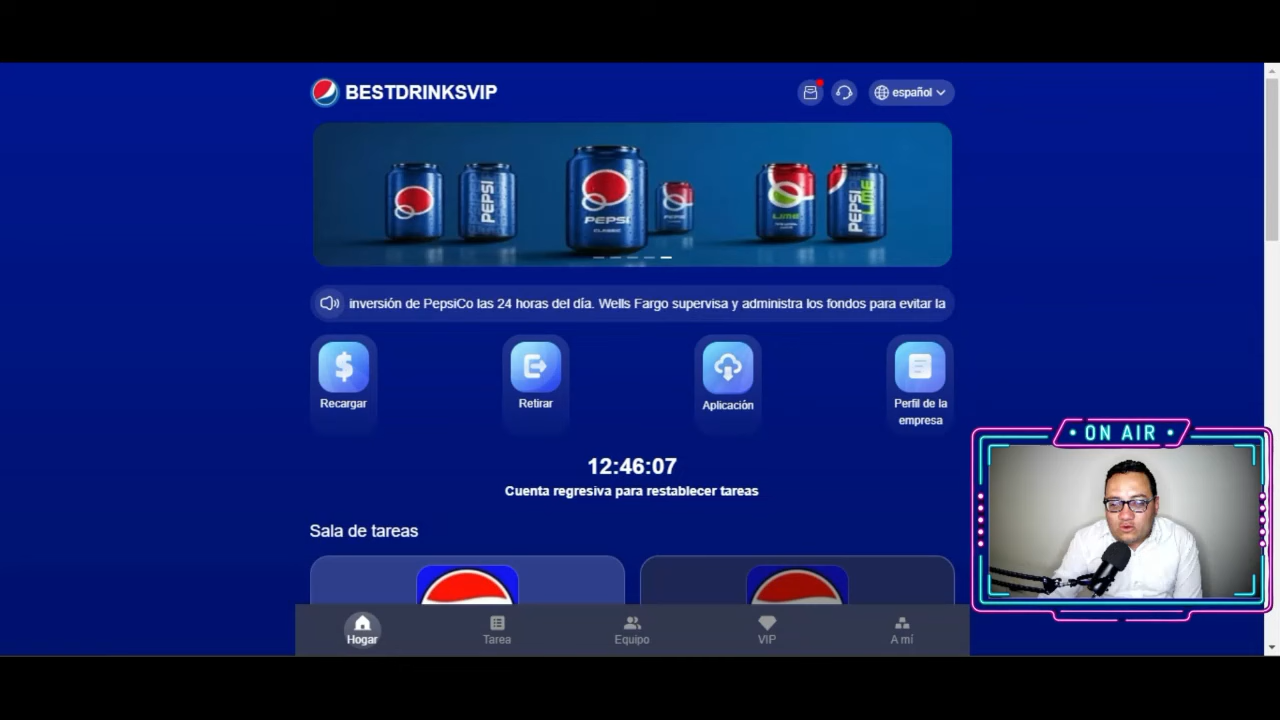 BESTDRINKSVIP
español
PEPSI
PEPSI
CLASSIC
PEPSI
LIME
PEPSI
LIME
inversión de PepsiCo las 24 horas del día. Wells Fargo supervisa y administra los fondos para evitar la
Recargar
Retirar
Aplicación
Perfil de la
empresa
ON AIR
12:46:07
Cuenta regresiva para restablecer tareas
Sala de tareas
Hogar
Tarea
Equipo
VIP
A mí